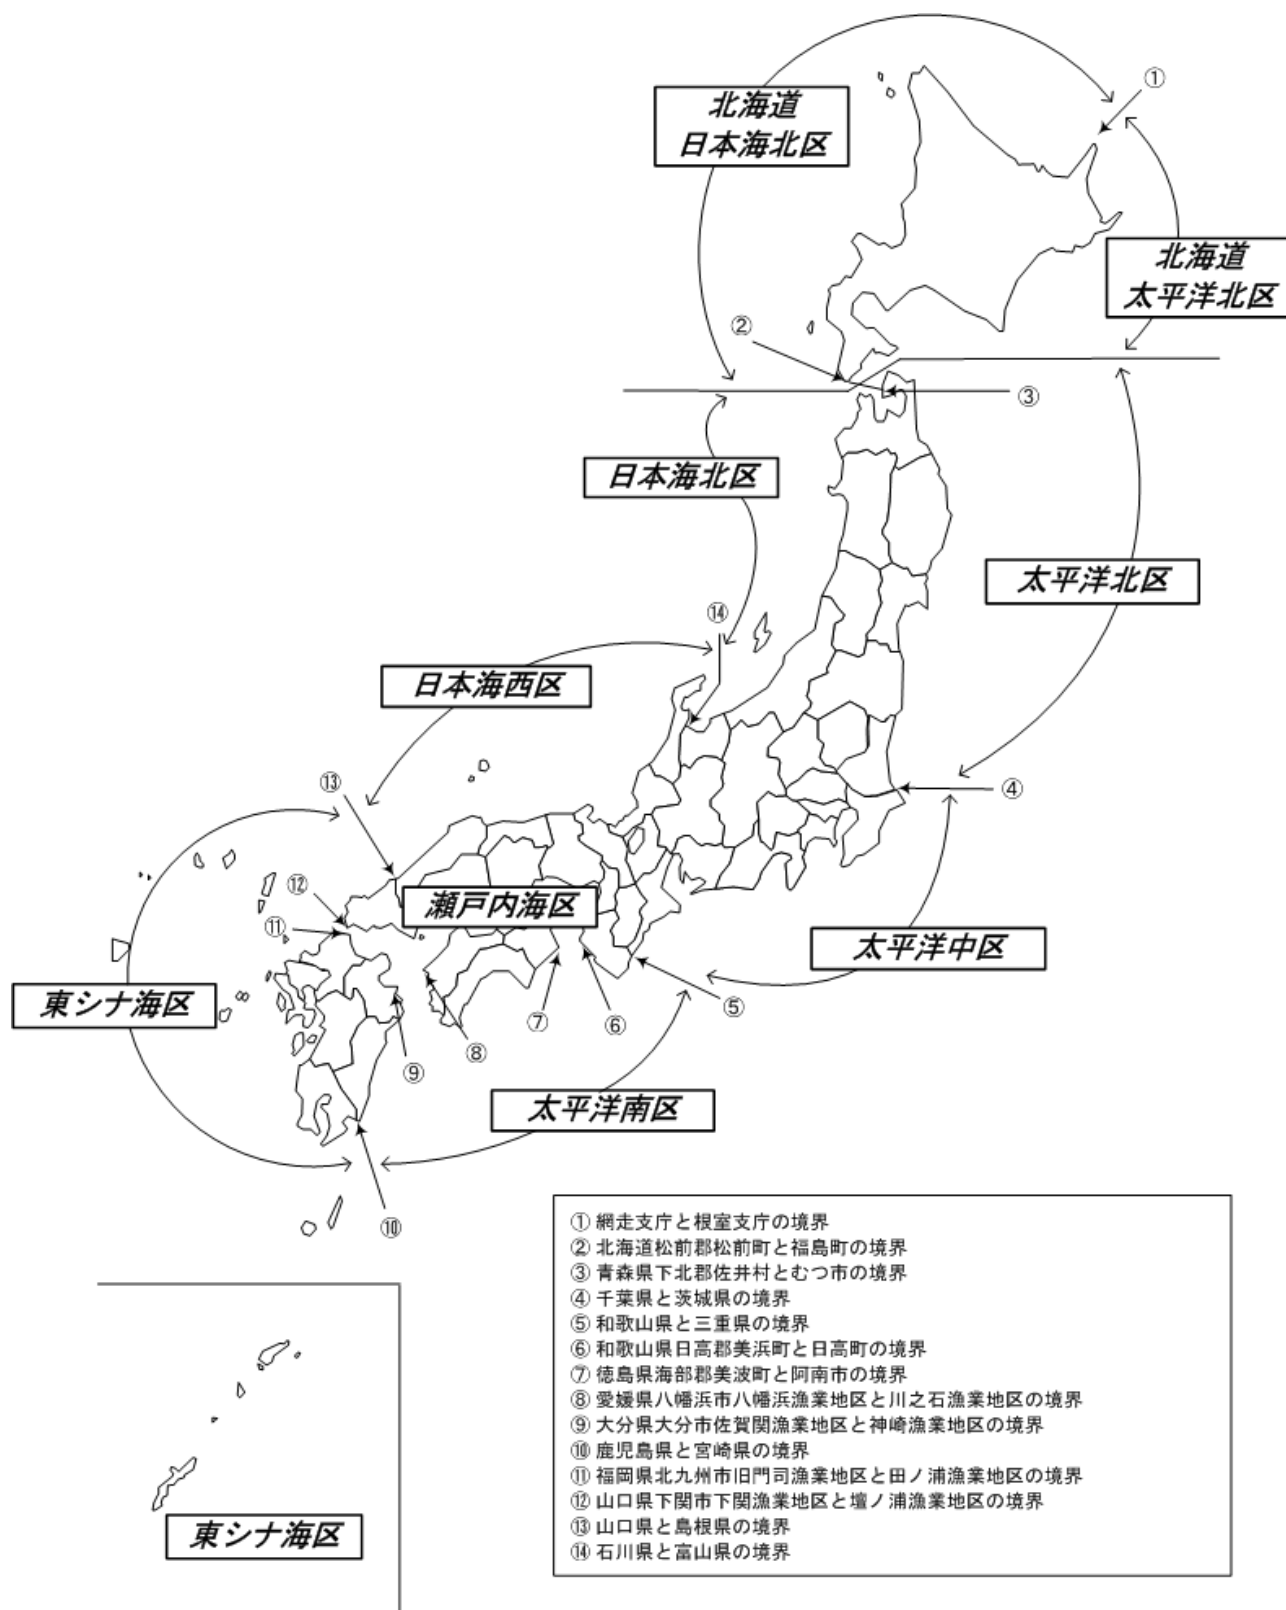 北海道
日本海北区
①
北海道
太平洋北区
②
③
日本海北区
太平洋北区
⑭
日本海西区
⑬
④
⑫
瀬戸内海区
⑪
太平洋中区
東シナ海区
⑤
⑦
⑥
⑧
⑨
太平洋南区
⑩
① 網走支庁と根室支庁の境界
② 北海道松前郡松前町と福島町の境界
③ 青森県下北郡佐井村とむつ市の境界
④ 千葉県と茨城県の境界
⑤ 和歌山県と三重県の境界
⑥ 和歌山県日高郡美浜町と日高町の境界
⑦ 徳島県海部郡美波町と阿南市の境界
⑧ 愛媛県八幡浜市八幡浜漁業地区と川之石漁業地区の境界
⑨ 大分県大分市佐賀関漁業地区と神崎漁業地区の境界
⑩ 鹿児島県と宮崎県の境界
⑪ 福岡県北九州市旧門司漁業地区と田ノ浦漁業地区の境界
⑫ 山口県下関市下関漁業地区と壇ノ浦漁業地区の境界
⑬ 山口県と島根県の境界
⑭ 石川県と富山県の境界
東シナ海区